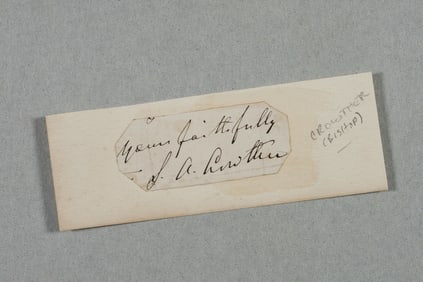 yours faithfully
S. A. Crowther
CROWTHER
(BISHOP)